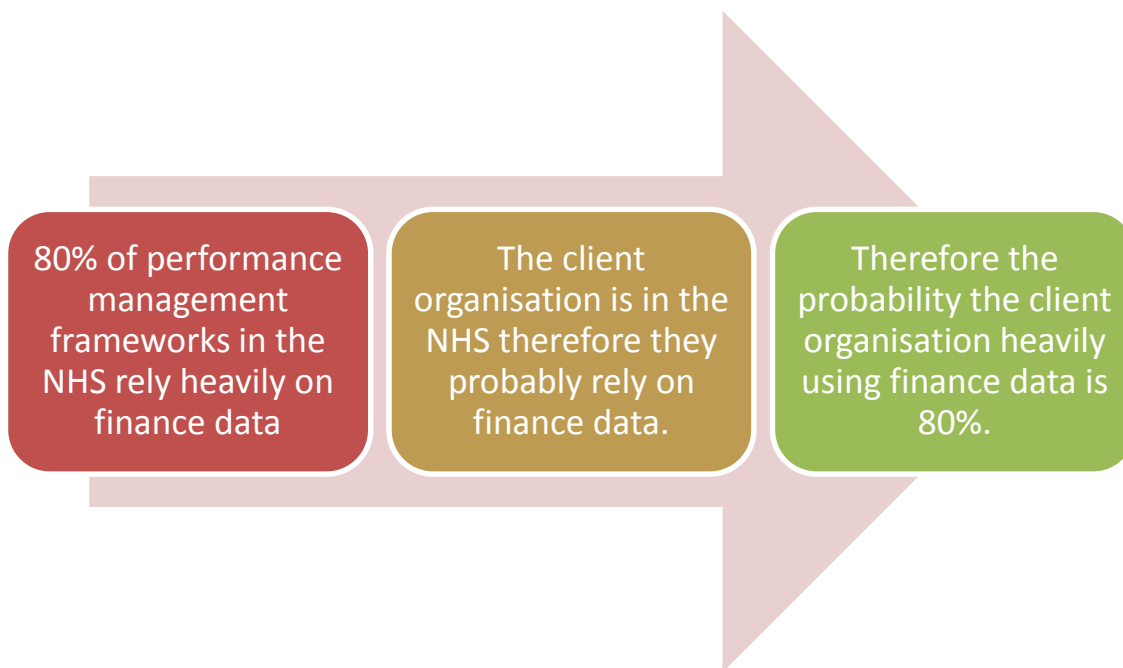 80% of performance
management
frameworks in the
NHS rely heavily on
finance data
The client
organisation is in the
NHS therefore they
probably rely on
finance data.
Therefore the
probability the client
organisation heavily
using finance data is
80%.